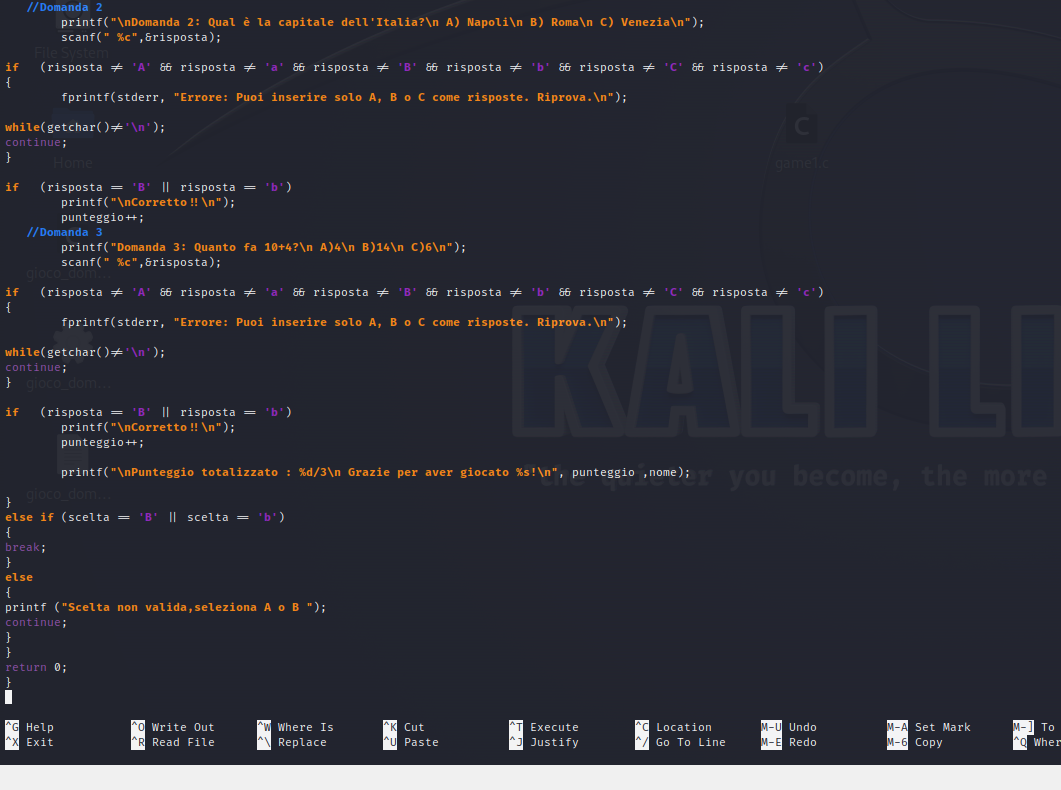 //Domanda 2
printf("\nDomanda 2: Qual è la capitale dell'Italia?\n A) Napoli\n B) Roma\n C) Venezia\n");
scanf(" %c",&risposta);
File System
if   (risposta != 'A' && risposta != 'a' && risposta != 'B' && risposta != 'b' && risposta != 'C' && risposta != 'c')
{
fprintf(stderr, "Errore: Puoi inserire solo A, B o C come risposte. Riprova.\n");
while(getchar()!='\n');
continue;
}
C
Home
game1.c
if   (risposta == 'B' || risposta == 'b')
printf("\nCorretto!!\n");
punteggio++;
//Domanda 3
printf("Domanda 3: Quanto fa 10+4?\n A)4\n B)14\n C)6\n");
scanf(" %c",&risposta);
gioco_dom...
if   (risposta != 'A' && risposta != 'a' && risposta != 'B' && risposta != 'b' && risposta != 'C' && risposta != 'c')
{
fprintf(stderr, "Errore: Puoi inserire solo A, B o C come risposte. Riprova.\n");
while(getchar()!='\n');
continue;
}
gioco_dom...
KALI LI
if   (risposta == 'B' || risposta == 'b')
printf("\nCorretto!!\n");
punteggio++;
printf("\nPunteggio totalizzato : %d/3\n Grazie per aver giocato %s!\n", punteggio ,nome);
the quieter you become, the more
gioco_dom...
}
else if (scelta == 'B' || scelta == 'b')
{
break;
}
else
{
printf ("Scelta non valida,seleziona A o B ");
continue;
}
}
return 0;
}
^G Help ^O Write Out ^W Where Is ^K Cut ^T Execute ^C Location M-U Undo M-A Set Mark M-] To
^X Exit ^R Read File ^\ Replace ^U Paste ^J Justify ^/ Go To Line M-E Redo M-6 Copy ^Q Wher